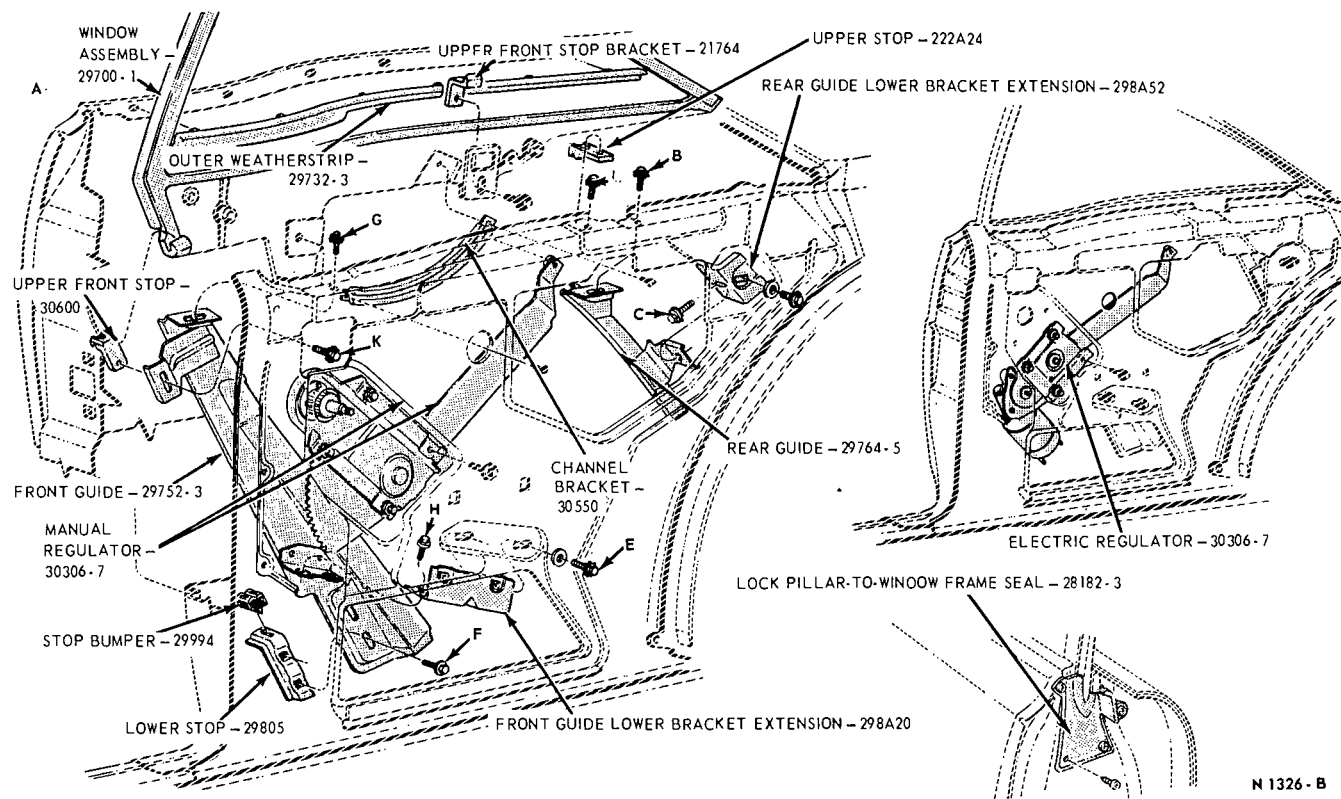 WINDOW
ASSEMBLY-
29700-1
A
UPPER FRONT STOP BRACKET-21764
UPPER STOP-222A24
REAR GUIDE LOWER BRACKET EXTENSION-298A52
OUTER WEATHERSTRIP-
29732-3
B
I
G
UPPER FRONT STOP-
30600
C
K
REAR GUIDE-29764-5
CHANNEL
BRACKET-
30550
FRONT GUIDE-29752-3
MANUAL
REGULATOR-
30306-7
H
E
ELECTRIC REGULATOR-30306-7
LOCK PILLAR-TO-WINOOW FRAME SEAL-28182-3
STOP BUMPER-29994
F
LOWER STOP-29805
FRONT GUIDE LOWER BRACKET EXTENSION-298A20
N 1326-B